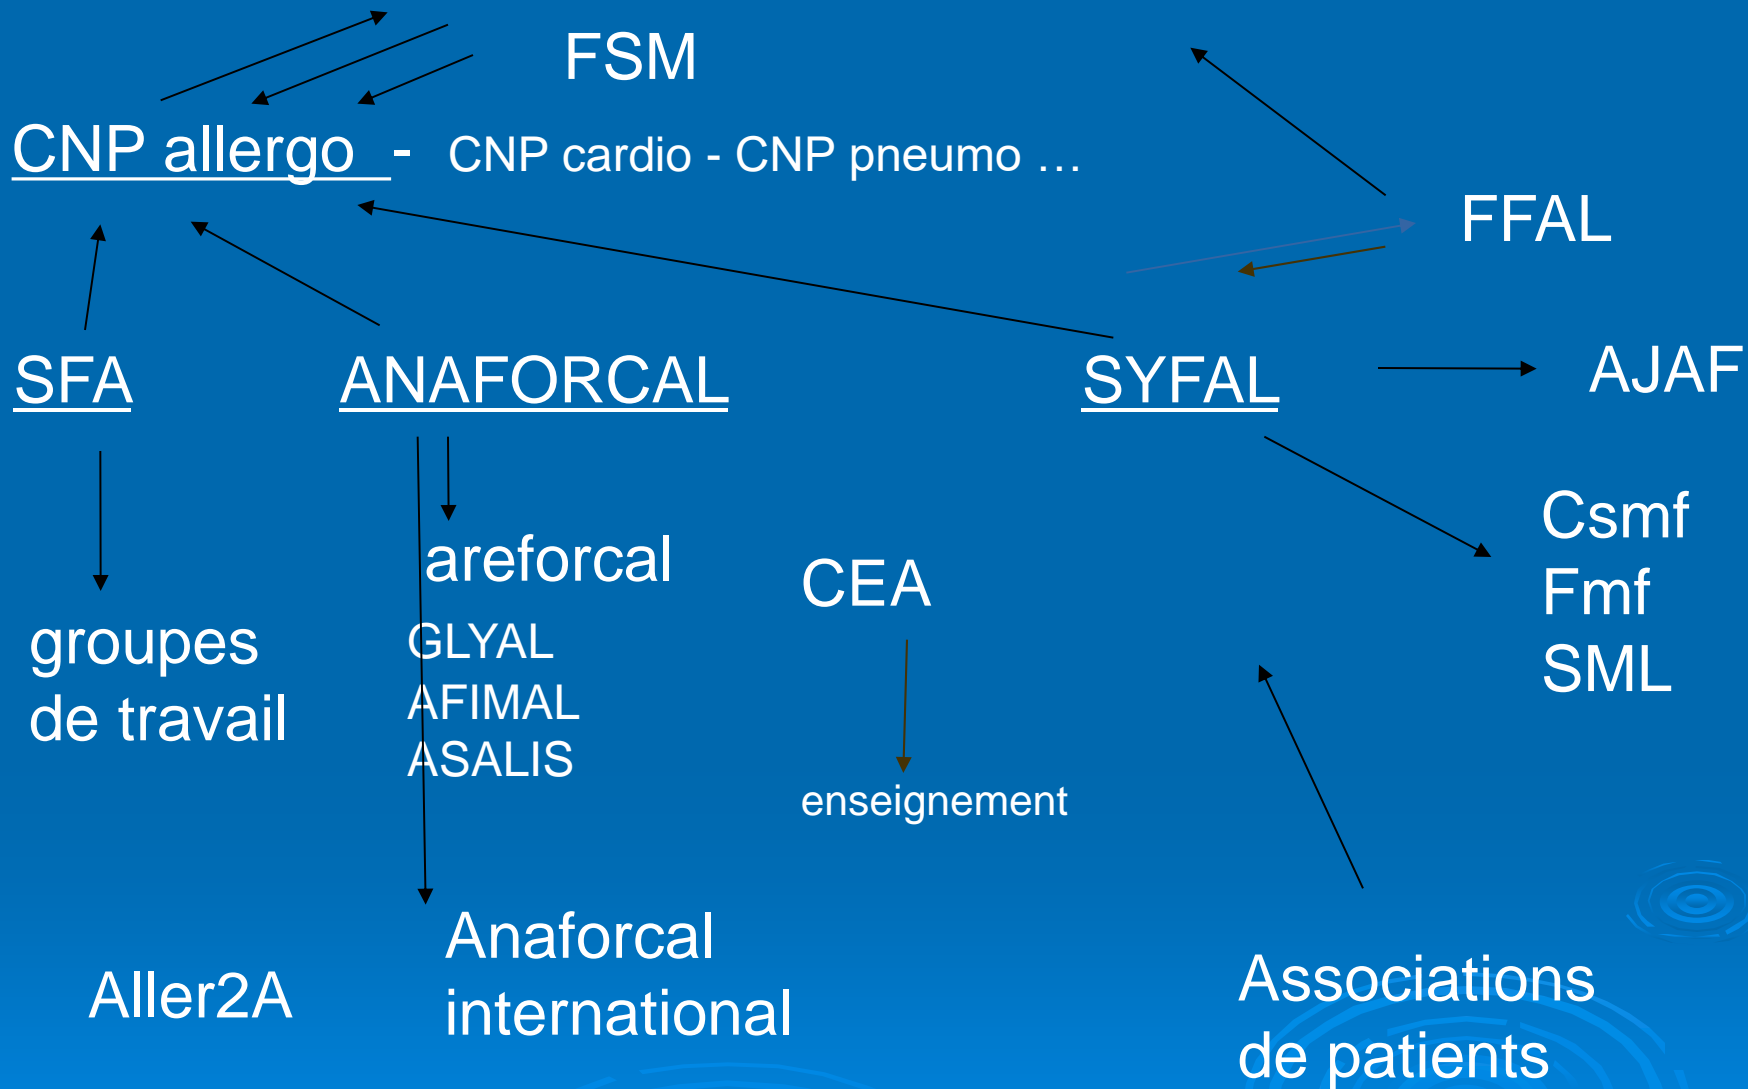 FSM
CNP allergo - CNP cardio - CNP pneumo …
FFAL
SFA
ANAFORCAL
SYFAL
AJAF
areforcal
GLYAL
AFIMAL
ASALIS
CEA
enseignement
Csmf
Fmf
SML
groupes
de travail
Aller2A
Anaforcal
international
Associations
de patients